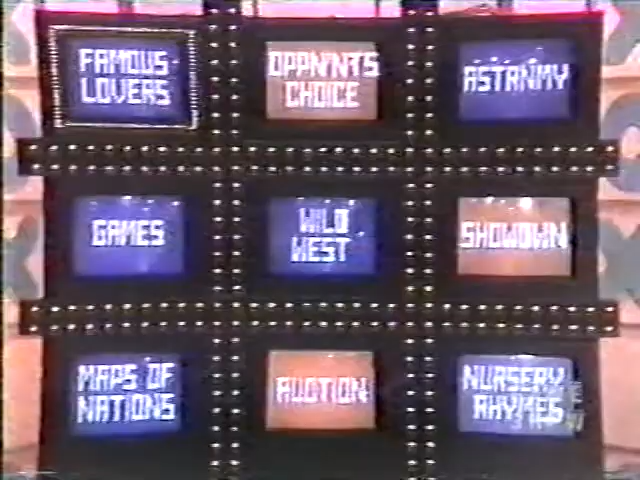 FAMOUS
LOVERS
OPPN'NTS
CHOICE
ASTRNMY
GAMES
WILD
WEST
SHOWDWN
MAPS OF
NATIONS
AUCTION
NURSERY
RHYMES